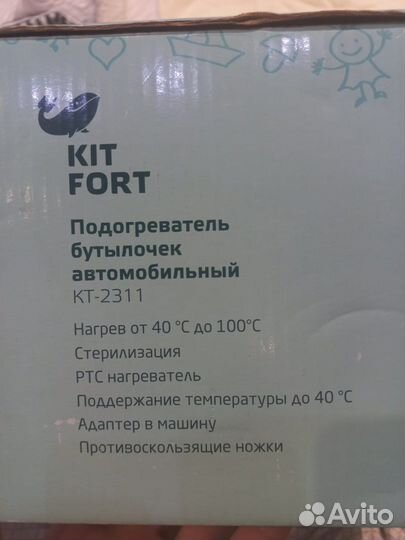 KIT
FORT
Подогреватель
бутылочек
автомобильный
КТ-2311
Нагрев от 40 °С до 100°С
Стерилизация
РТС нагреватель
Поддержание температуры до 40 °С
Адаптер в машину
Противоскользящие ножки
Avito